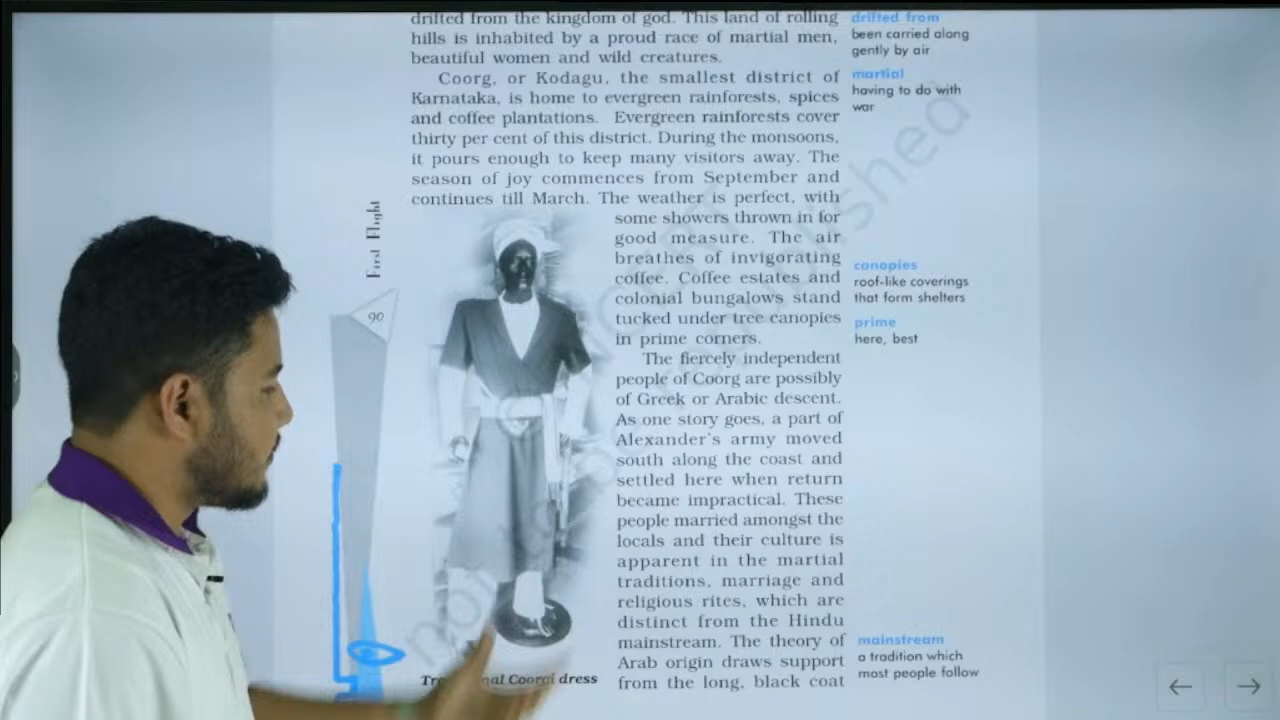 drifted from the kingdom of god. This land of rolling
hills is inhabited by a proud race of martial men,
beautiful women and wild creatures.
Coorg, or Kodagu, the smallest district of
Karnataka, is home to evergreen rainforests, spices
and coffee plantations. Evergreen rainforests cover
thirty per cent of this district. During the monsoons,
it pours enough to keep many visitors away. The
season of joy commences from September and
continues till March. The weather is perfect, with
some showers thrown in for
good measure. The air
breathes of invigorating
coffee. Coffee estates and
colonial bungalows stand
tucked under tree canopies
in prime corners.
The fiercely independent
people of Coorg are possibly
of Greek or Arabic descent.
As one story goes, a part of
Alexander's army moved
south along the coast and
settled here when return
became impractical. These
people married amongst the
locals and their culture is
apparent in the martial
traditions, marriage and
religious rites, which are
distinct from the Hindu
mainstream. The theory of
Arab origin draws support
from the long, black coat
drifted from
been carried along
gently by air
martial
having to do with
war
canopies
roof-like coverings
that form shelters
prime
here, best
mainstream
a tradition which
most people follow
First Flight
90
Coorgi dress